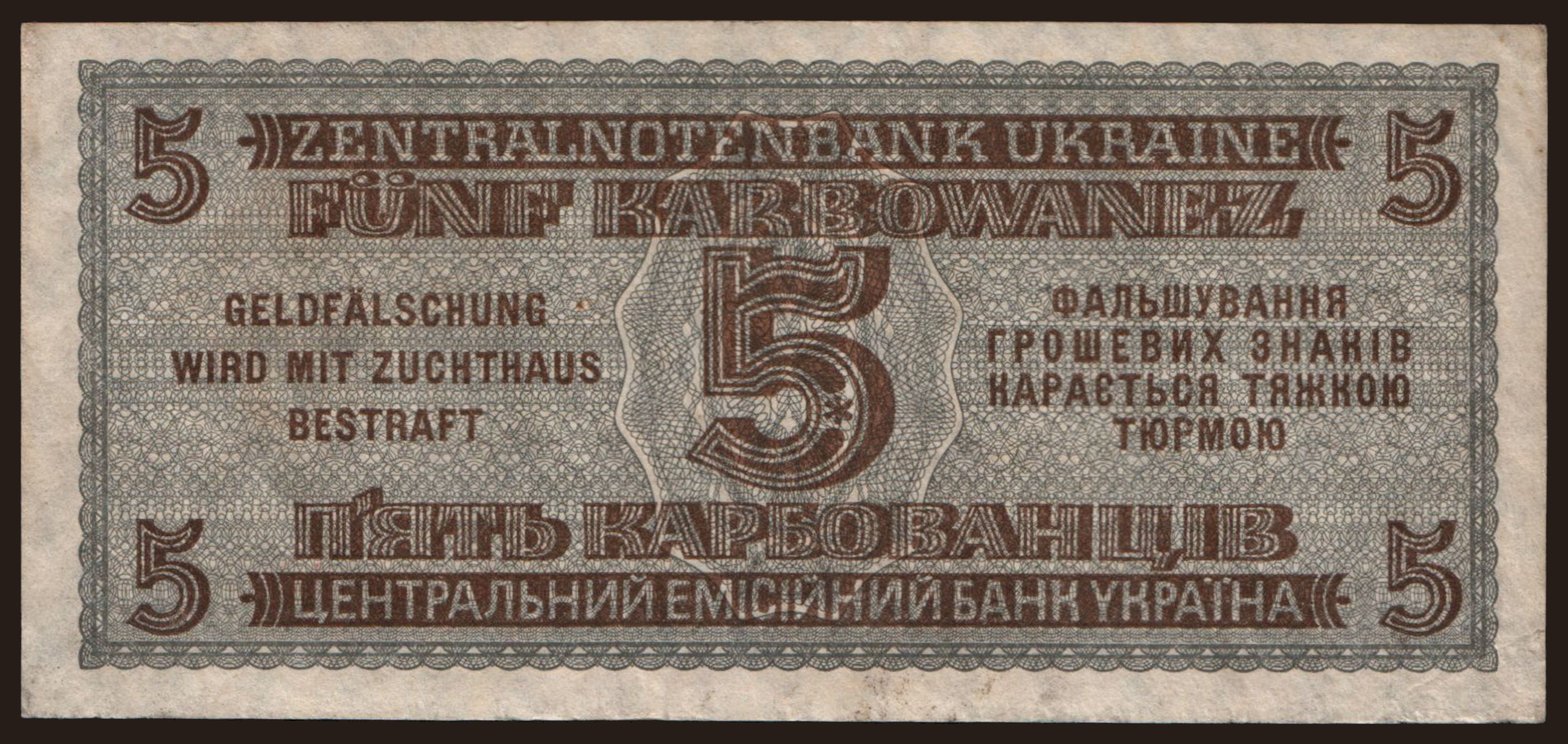 5 ZENTRALNOTENBANK UKRAINE 5
FÜNF KARBOWANEZ
5
GELDFÄLSCHUNG
WIRD MIT ZUCHTHAUS
BESTRAFT
ФАЛЬШУВАННЯ
ГРОШЕВИХ ЗНАКІВ
КАРАЄТЬСЯ ТЯЖКОЮ
ТЮРМОЮ
5 П'ЯТЬ КАРБОВАНЦІВ 5
ЦЕНТРАЛЬНИЙ ЕМІСІЙНИЙ БАНК УКРАЇНА